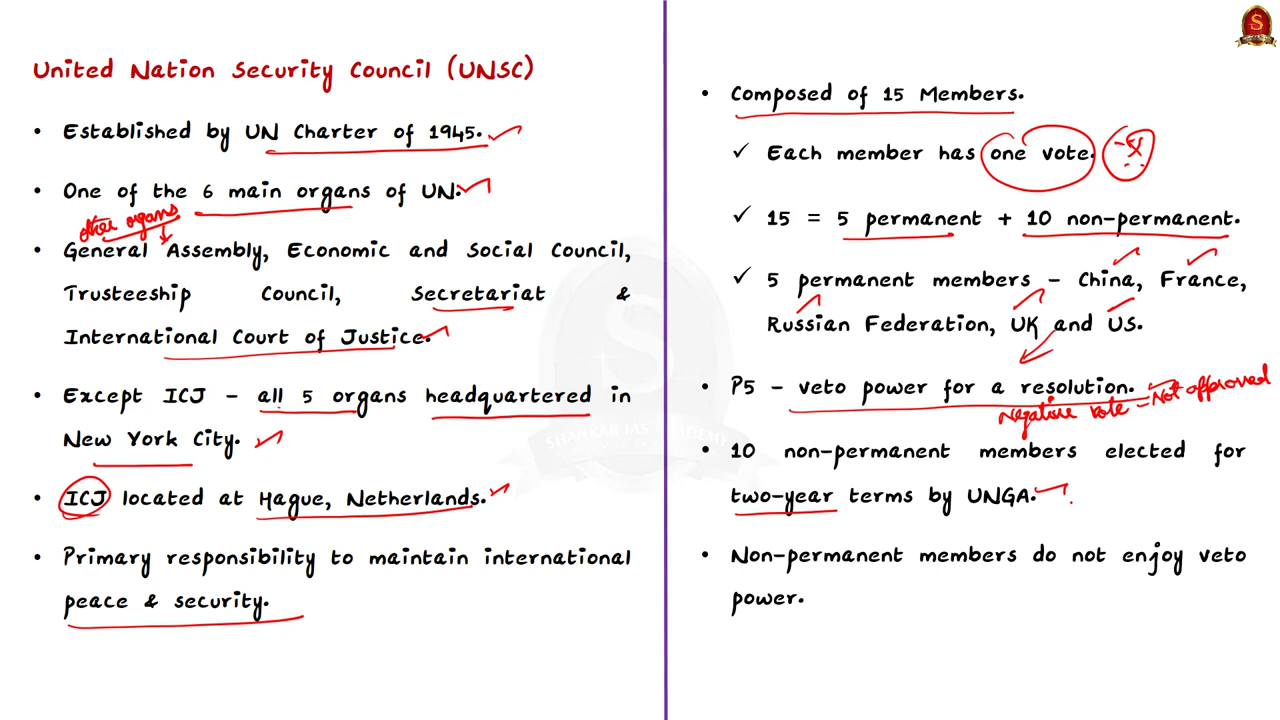 United Nation Security Council (UNSC)
• Established by UN Charter of 1945.
• One of the 6 main organs of UN.
other organs
• General Assembly, Economic and Social Council,
Trusteeship Council, Secretariat &
International Court of Justice.
• Except ICJ - all 5 organs headquartered in
New York City.
• ICJ located at Hague, Netherlands.
• Primary responsibility to maintain international
peace & security.
• Composed of 15 Members.
✓ Each member has one vote.
✓ 15 = 5 permanent + 10 non-permanent.
✓ 5 permanent members - China, France,
Russian Federation, UK and US.
• P5 - veto power for a resolution.
Negative vote = Not approved
• 10 non-permanent members elected for
two-year terms by UNGA.
• Non-permanent members do not enjoy veto
power.
SHANKAR IAS ACADEMY
S